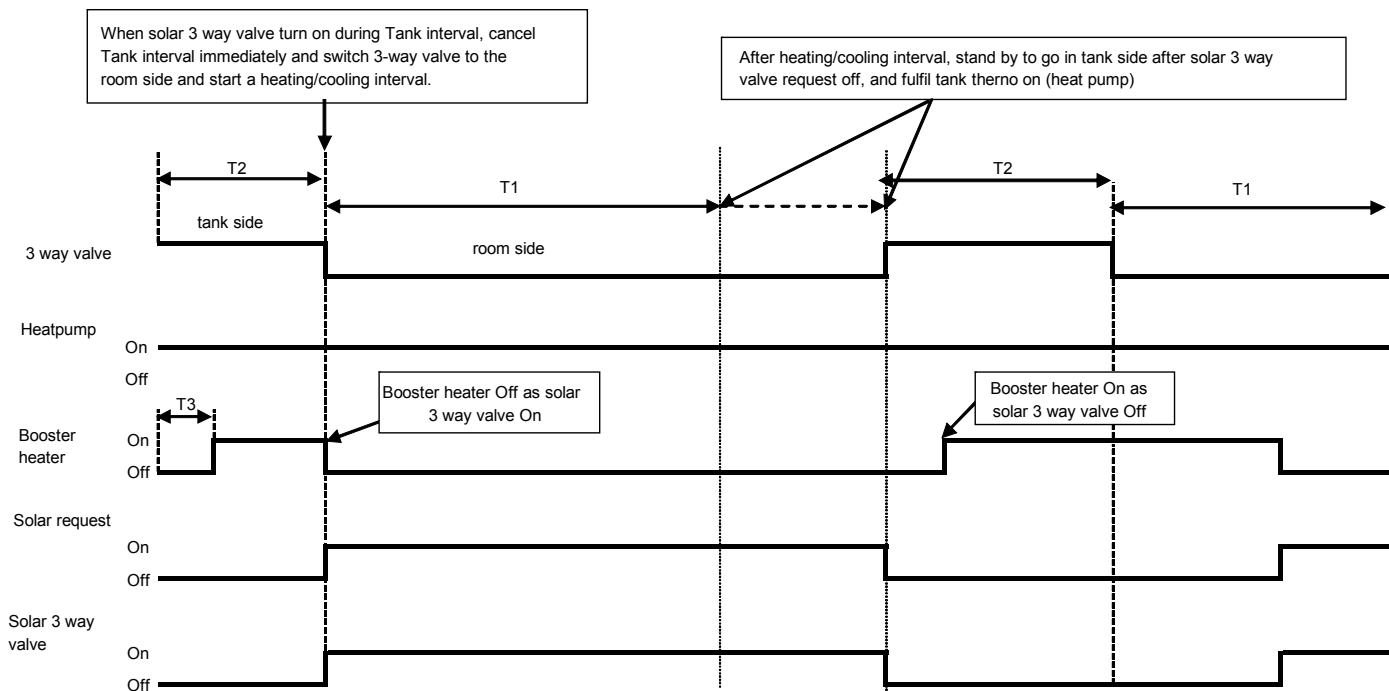 When solar 3 way valve turn on during Tank interval, cancel
Tank interval immediately and switch 3-way valve to the
room side and start a heating/cooling interval.
After heating/cooling interval, stand by to go in tank side after solar 3 way
valve request off, and fulfil tank therno on (heat pump)
T2
T1
T2
T1
tank side
room side
3 way valve
Heatpump
On
Off
Booster heater Off as solar
3 way valve On
Booster heater On as
solar 3 way valve Off
T3
Booster
heater
On
Off
Solar request
On
Off
Solar 3 way
valve
On
Off